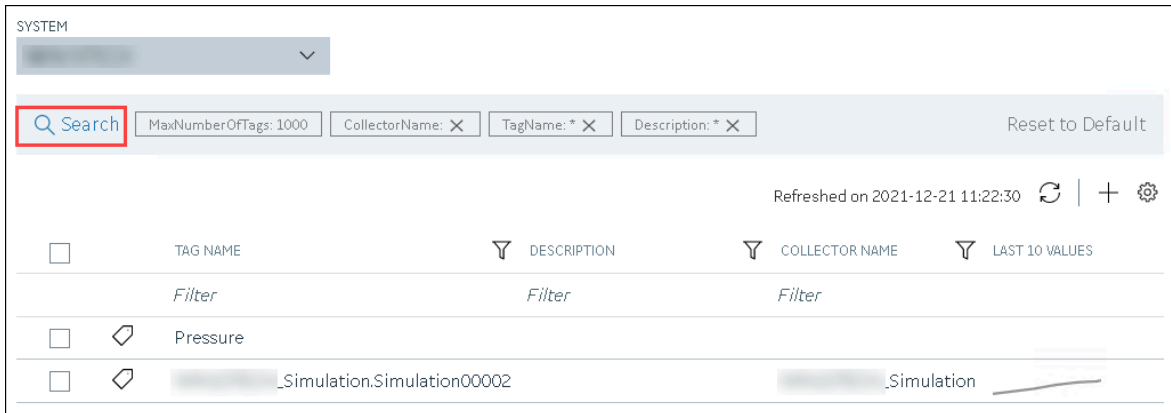 SYSTEM
Search MaxNumberOfTags: 1000 CollectorName: TagName: * Description: * Reset to Default
Refreshed on 2021-12-21 11:22:30
TAG NAME DESCRIPTION COLLECTOR NAME LAST 10 VALUES
Filter Filter Filter
Pressure
_Simulation.Simulation00002 _Simulation